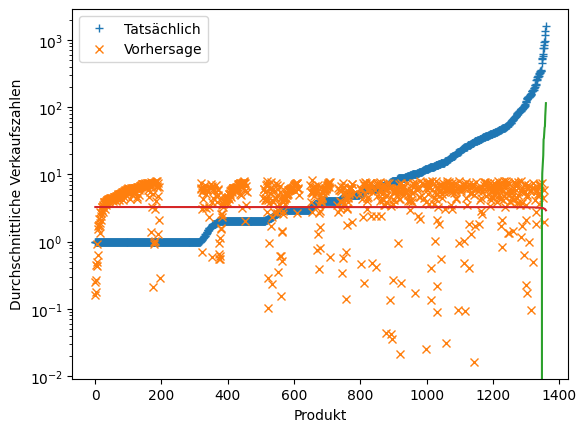 Tatsächlich
Vorhersage
Durchschnittliche Verkaufszahlen
10³
10²
10¹
10⁰
10⁻¹
10⁻²
0 200 400 600 800 1000 1200 1400
Produkt